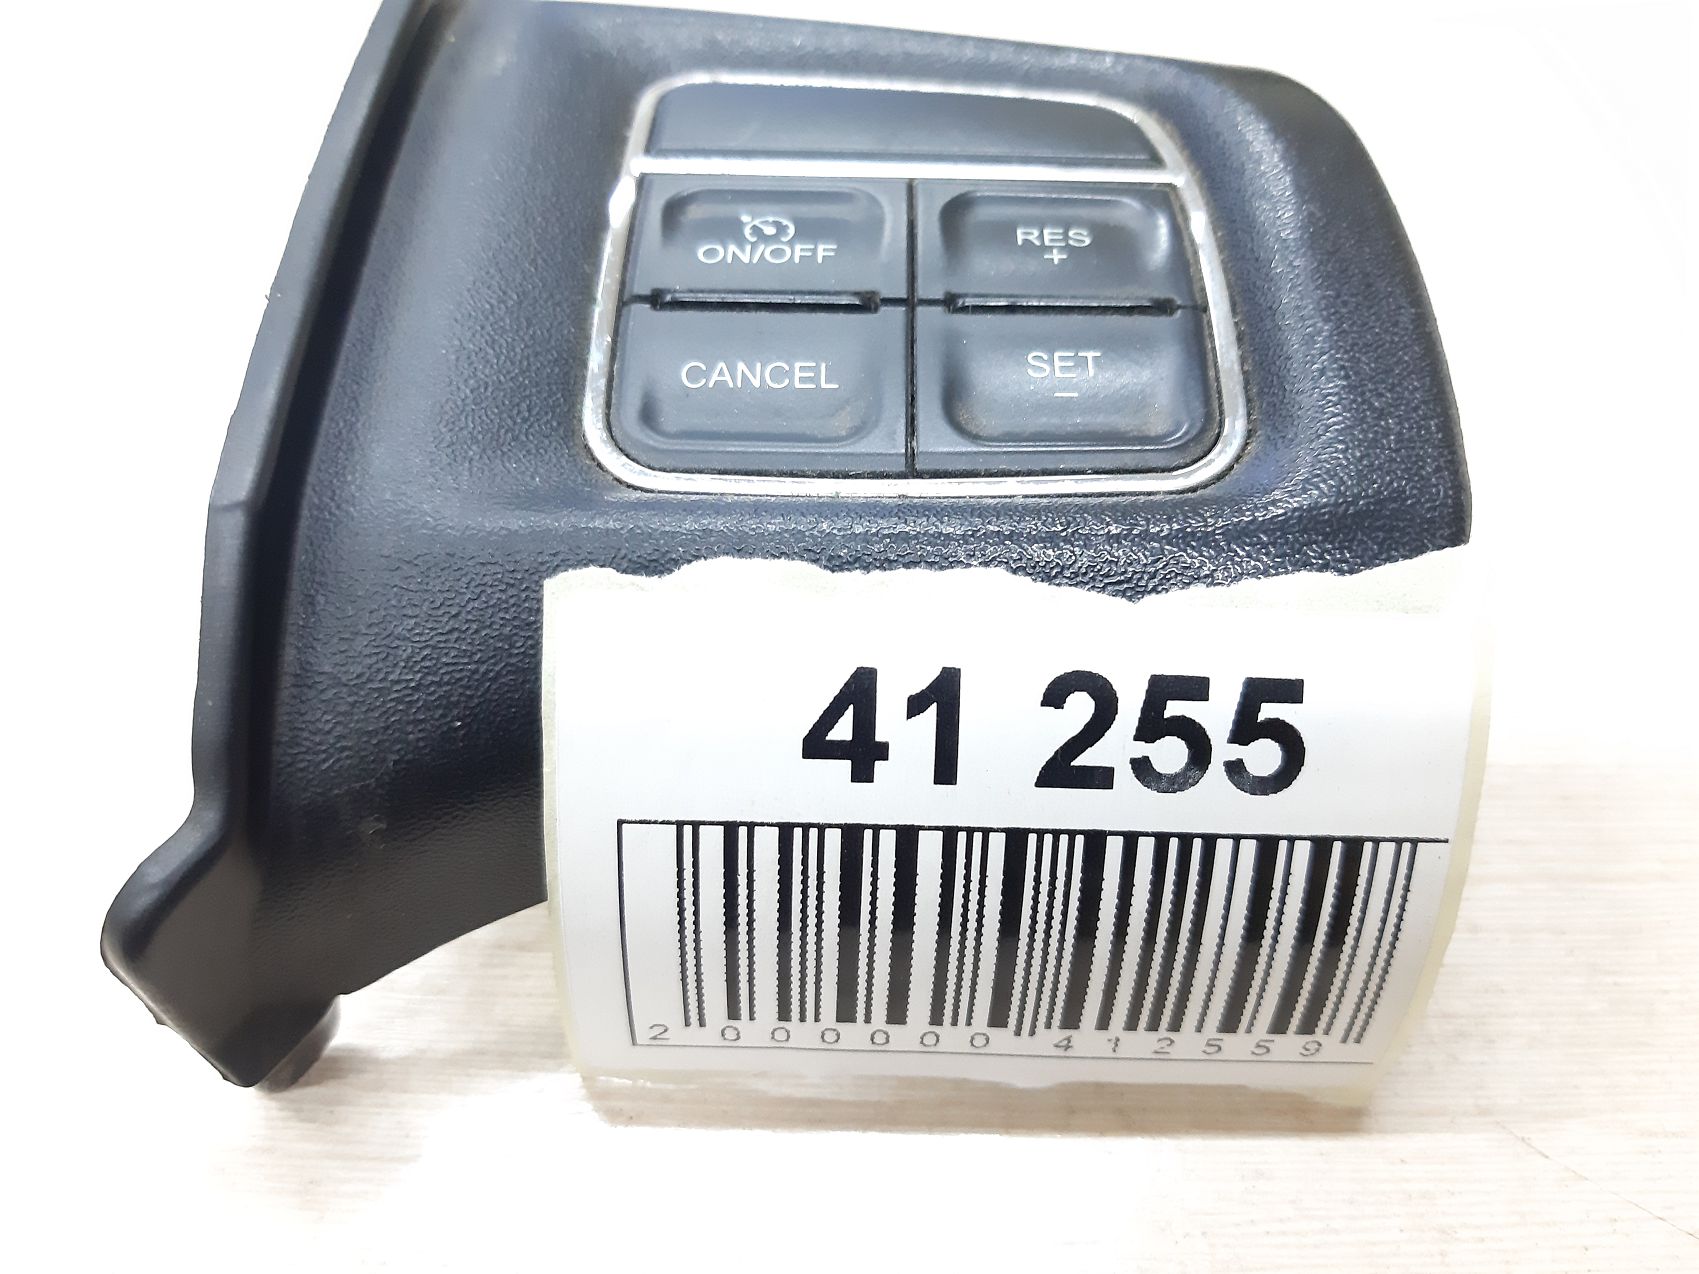 ON/OFF
RES
+
CANCEL
SET
−
41 255
2 000000 412559